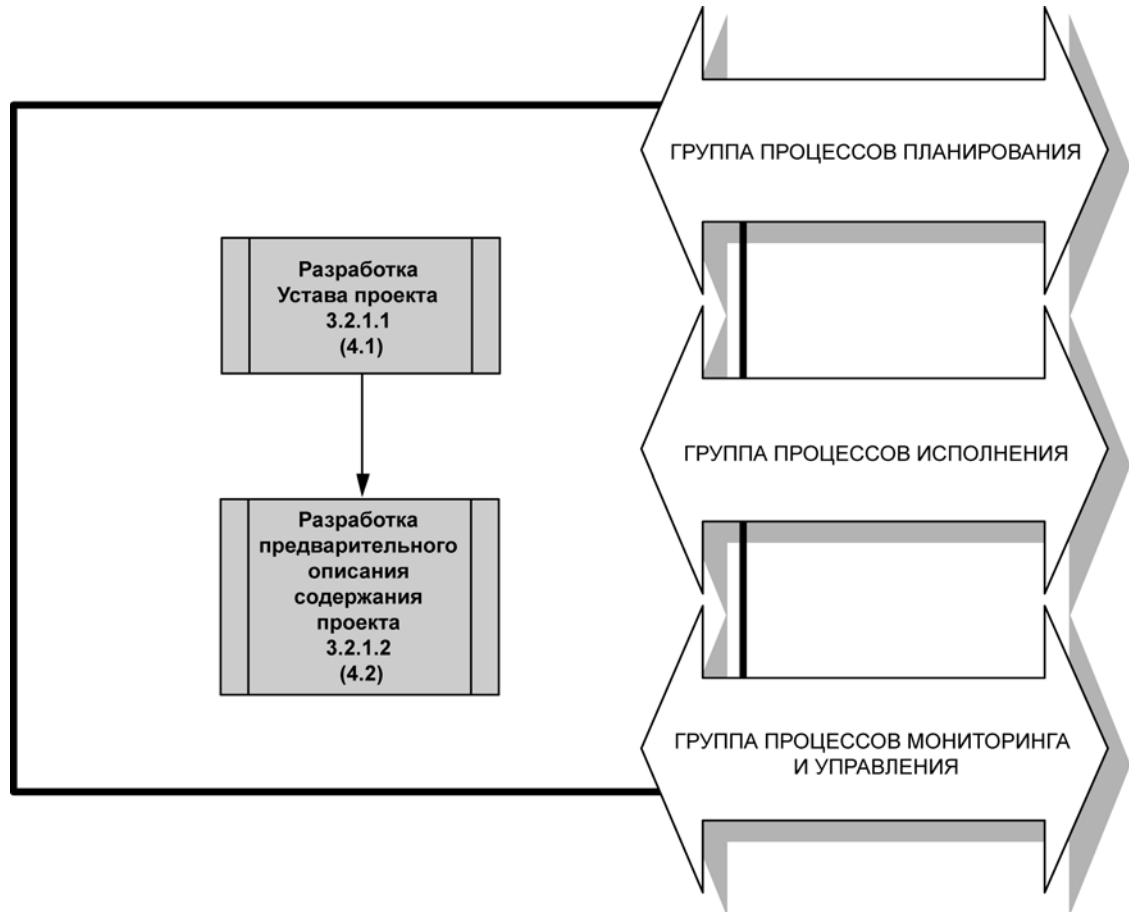 ГРУППА ПРОЦЕССОВ ПЛАНИРОВАНИЯ
Разработка
Устава проекта
3.2.1.1
(4.1)
ГРУППА ПРОЦЕССОВ ИСПОЛНЕНИЯ
Разработка
предварительного
описания
содержания
проекта
3.2.1.2
(4.2)
ГРУППА ПРОЦЕССОВ МОНИТОРИНГА
И УПРАВЛЕНИЯ